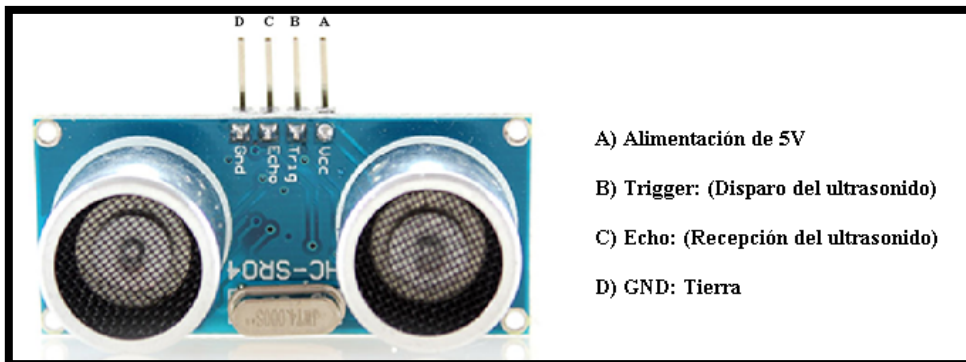 D C B A
Gnd Echo Trig Vcc
HC-SR04
A) Alimentación de 5V
B) Trigger: (Disparo del ultrasonido)
C) Echo: (Recepción del ultrasonido)
D) GND: Tierra